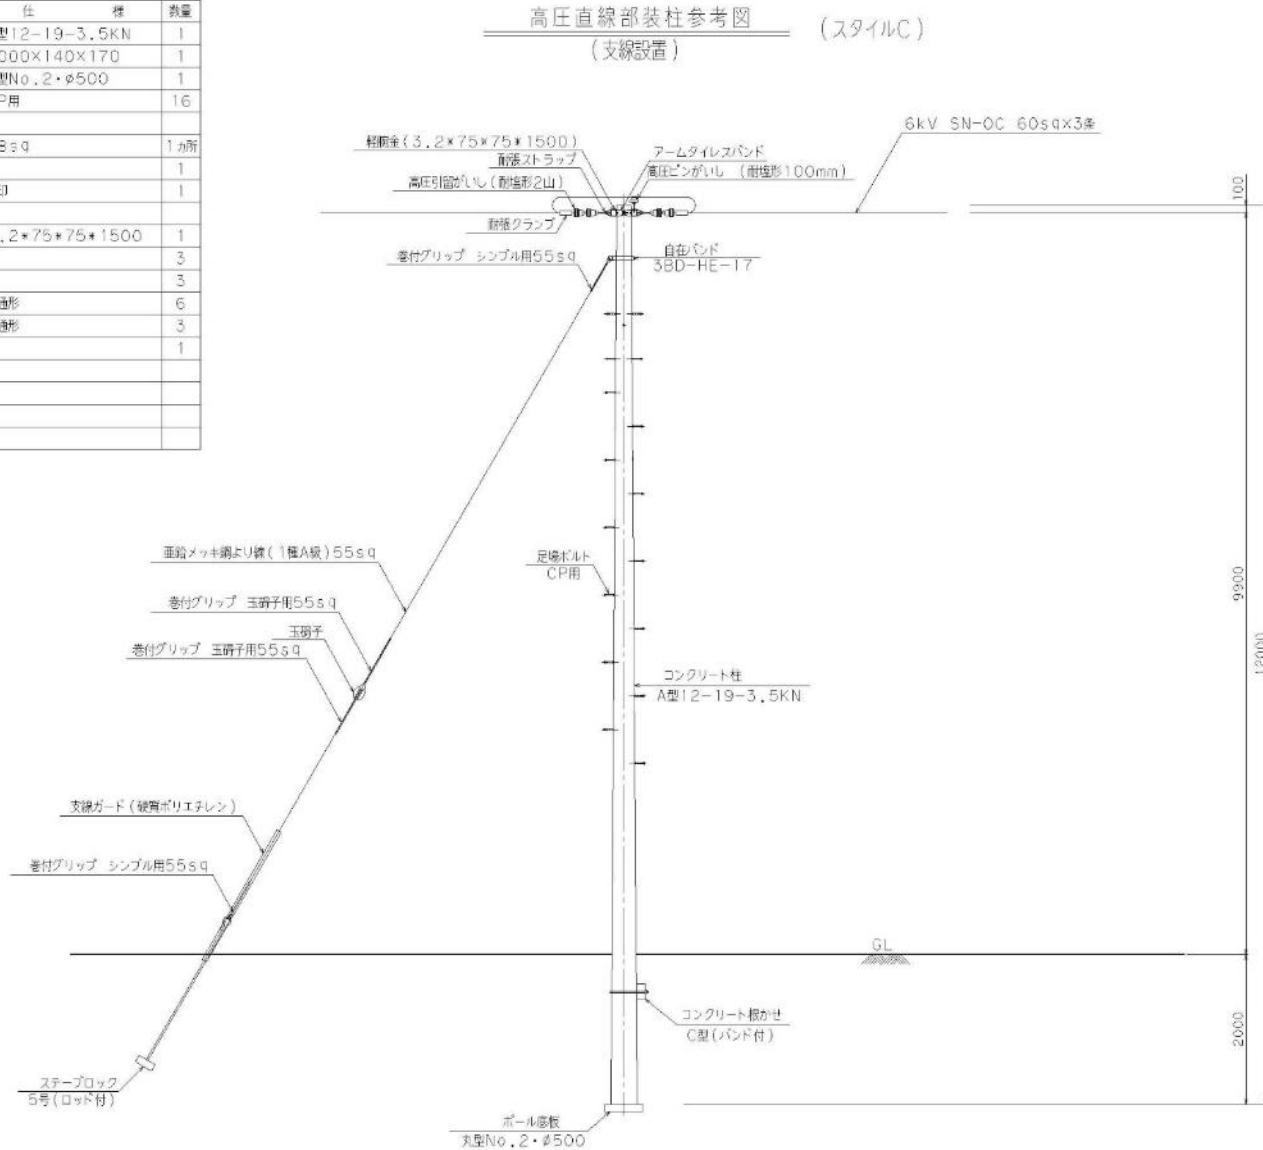 仕 様 数量
型12-19-3.5KN 1
000×140×170 1
型No.2・φ500 1
P用 16
8sq 1ヵ所
1
印 1
.2*75*75*1500 1
3
3
通形 6
通形 3
1
高圧直線部装柱参考図 (スタイルC)
(支線設置)
6kV SN-OC 60sq×3条
軽腕金(3.2*75*75*1500)
アームタイレスバンド
耐張ストラップ
高圧ピンがいし (耐塩形100mm)
高圧引留がいし(耐塩形2山)
耐張クランプ
巻付グリップ シンブル用55sq
自在バンド
3BD-HE-17
100
亜鉛メッキ鋼より線(1種A級)55sq
足場ボルト
CP用
9900
巻付グリップ 玉碍子用55sq
玉碍子
巻付グリップ 玉碍子用55sq
12000
コンクリート柱
A型12-19-3.5KN
支線ガード(硬質ポリエチレン)
巻付グリップ シンブル用55sq
GL
コンクリート根かせ
C型(バンド付)
2000
ステーブロック
5号(ロッド付)
ポール底板
丸型No.2・φ500